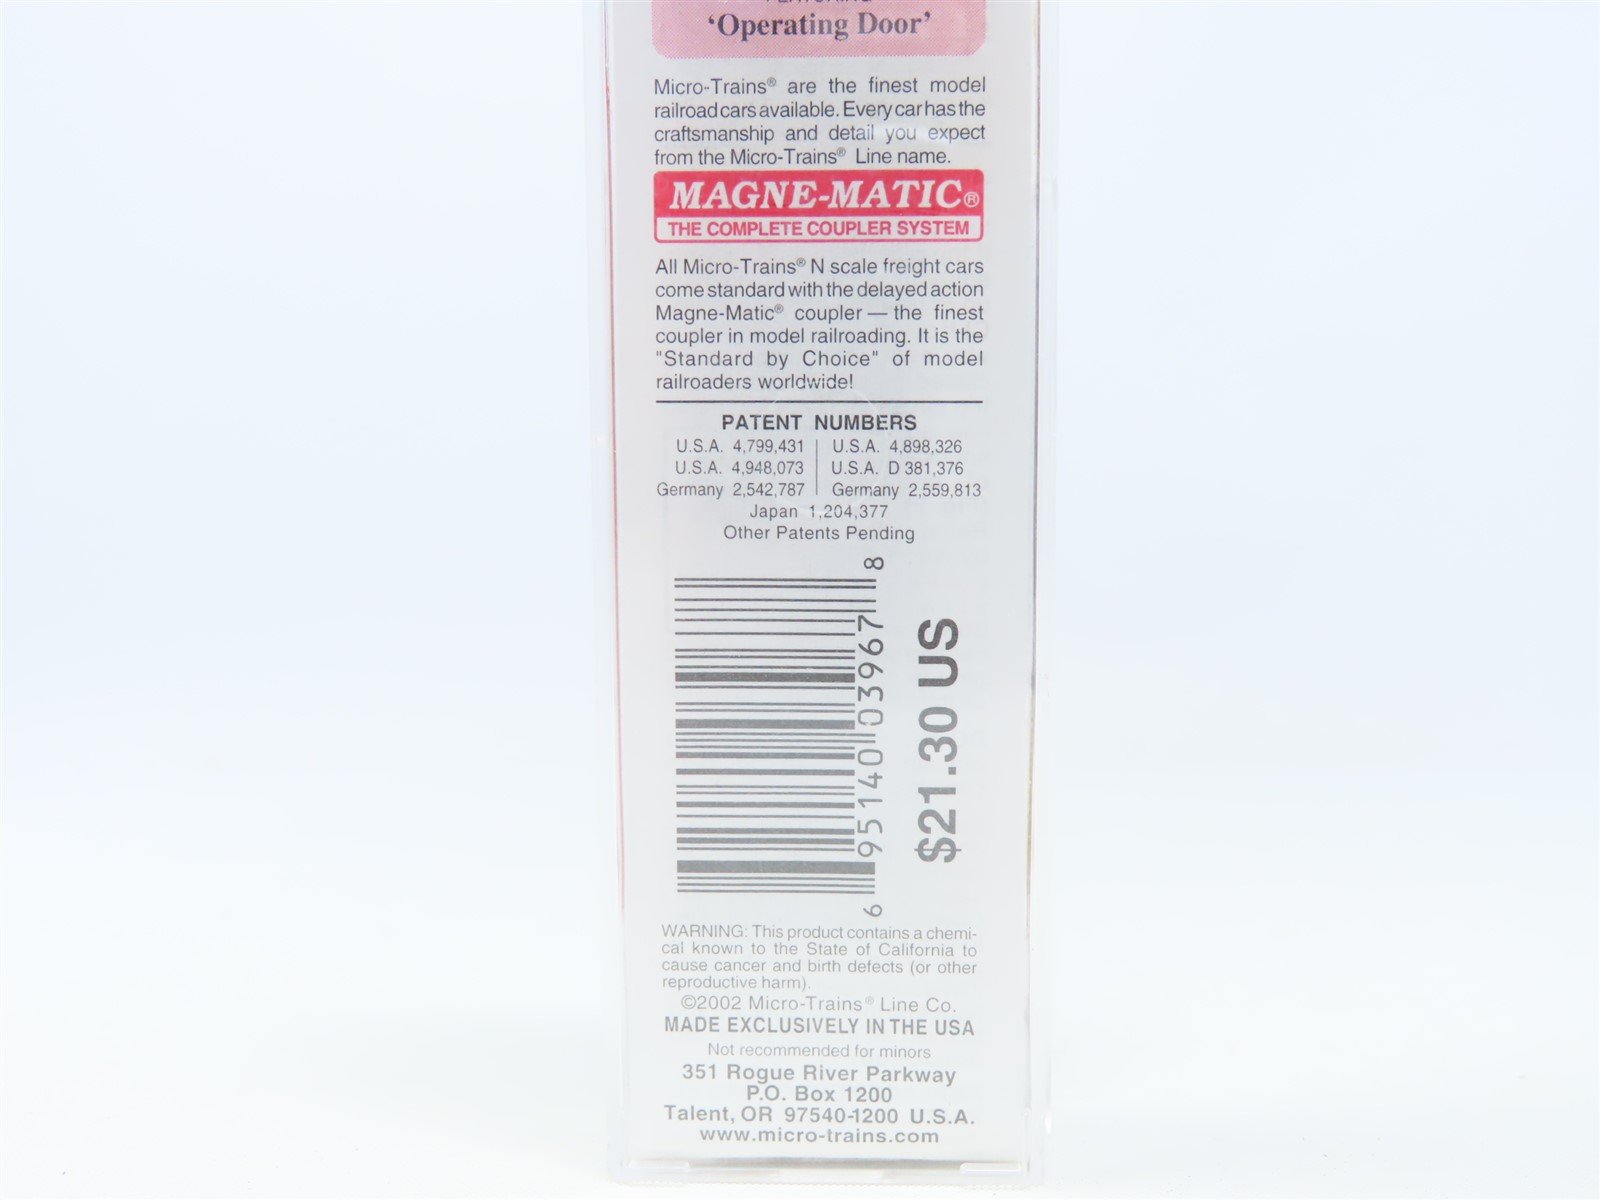 'Operating Door'
Micro-Trains® are the finest model
railroad cars available. Every car has the
craftsmanship and detail you expect
from the Micro-Trains® Line name.
MAGNE-MATIC®
THE COMPLETE COUPLER SYSTEM
All Micro-Trains® N scale freight cars
come standard with the delayed action
Magne-Matic® coupler — the finest
coupler in model railroading. It is the
"Standard by Choice" of model
railroaders worldwide!
PATENT NUMBERS
U.S.A. 4,799,431 | U.S.A. 4,898,326
U.S.A. 4,948,073 | U.S.A. D 381,376
Germany 2,542,787 | Germany 2,559,813
Japan 1,204,377
Other Patents Pending
6 95140 03967 8
$21.30 US
WARNING: This product contains a chemi-
cal known to the State of California to
cause cancer and birth defects (or other
reproductive harm).
©2002 Micro-Trains® Line Co.
MADE EXCLUSIVELY IN THE USA
Not recommended for minors
351 Rogue River Parkway
P.O. Box 1200
Talent, OR 97540-1200 U.S.A.
www.micro-trains.com